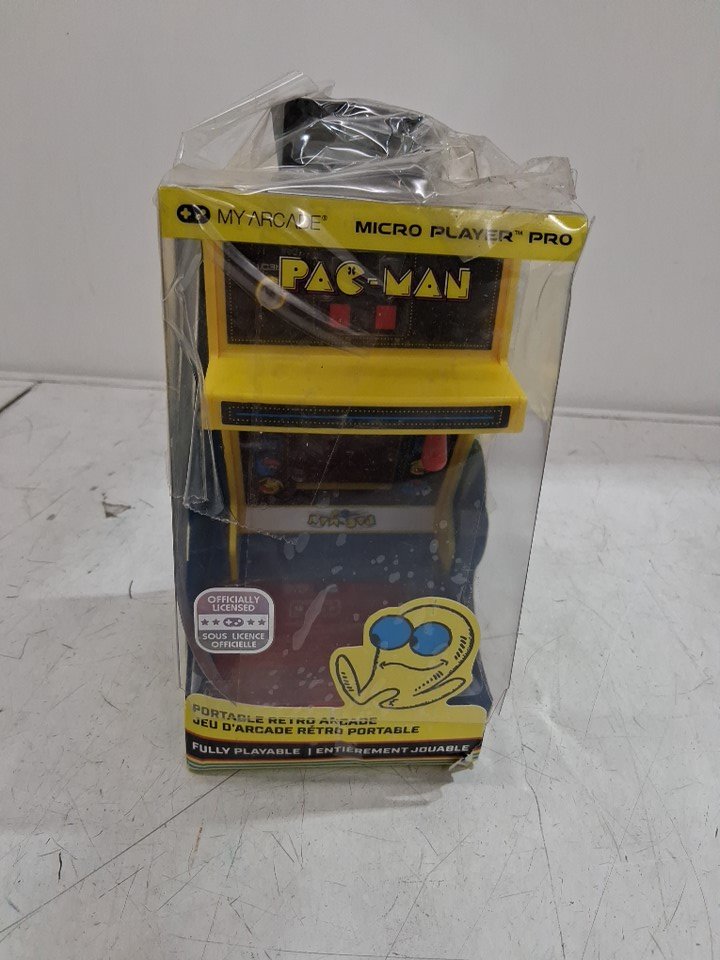 MY ARCADE®
MICRO PLAYER™ PRO
PAC-MAN
OFFICIALLY
LICENSED
SOUS LICENCE
OFFICIELLE
PORTABLE RETRO ARCADE
JEU D'ARCADE RÉTRO PORTABLE
FULLY PLAYABLE | ENTIÈREMENT JOUABLE